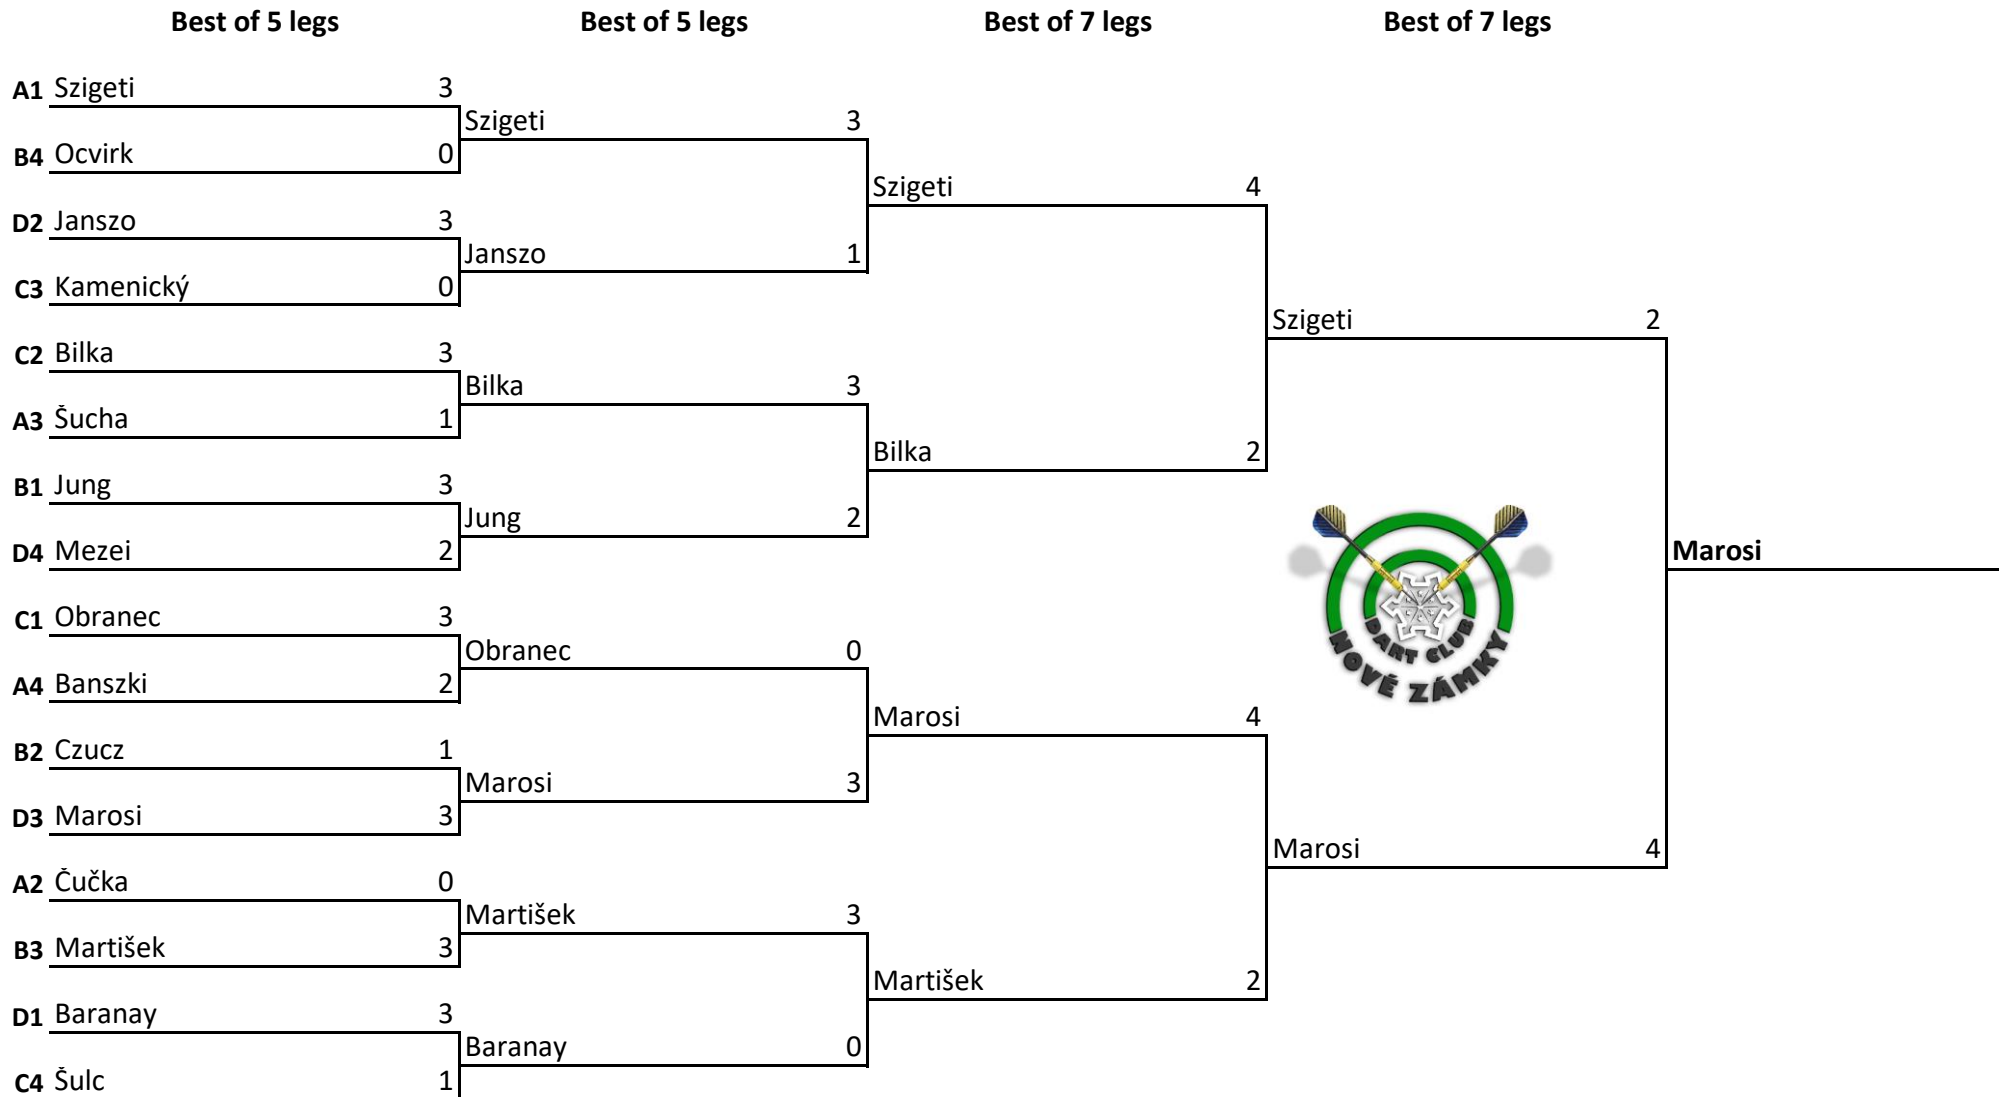 Best of 5 legs Best of 5 legs Best of 7 legs Best of 7 legs
A1 Szigeti 3
Szigeti 3
B4 Ocvirk 0
Szigeti 4
D2 Janszo 3
Janszo 1
C3 Kamenický 0
Szigeti 2
C2 Bilka 3
Bilka 3
A3 Šucha 1
Bilka 2
B1 Jung 3
Jung 2
D4 Mezei 2
Marosi
C1 Obranec 3
Obranec 0
A4 Banszki 2
Marosi 4
B2 Czucz 1
Marosi 3
D3 Marosi 3
Marosi 4
A2 Čučka 0
Martišek 3
B3 Martišek 3
Martišek 2
D1 Baranay 3
Baranay 0
C4 Šulc 1
DART CLUB
NOVÉ ZÁMKY